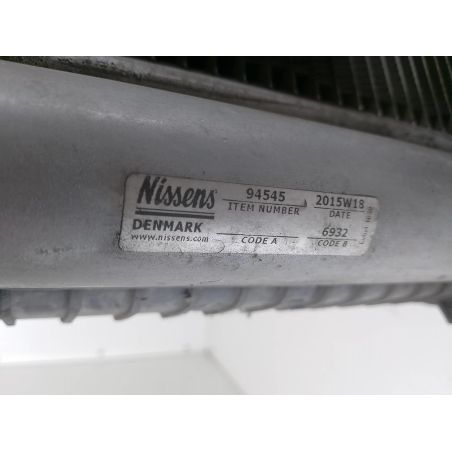 Nissens 94545 2015W18
ITEM NUMBER DATE
DENMARK 6932
www.nissens.com CODE A CODE B